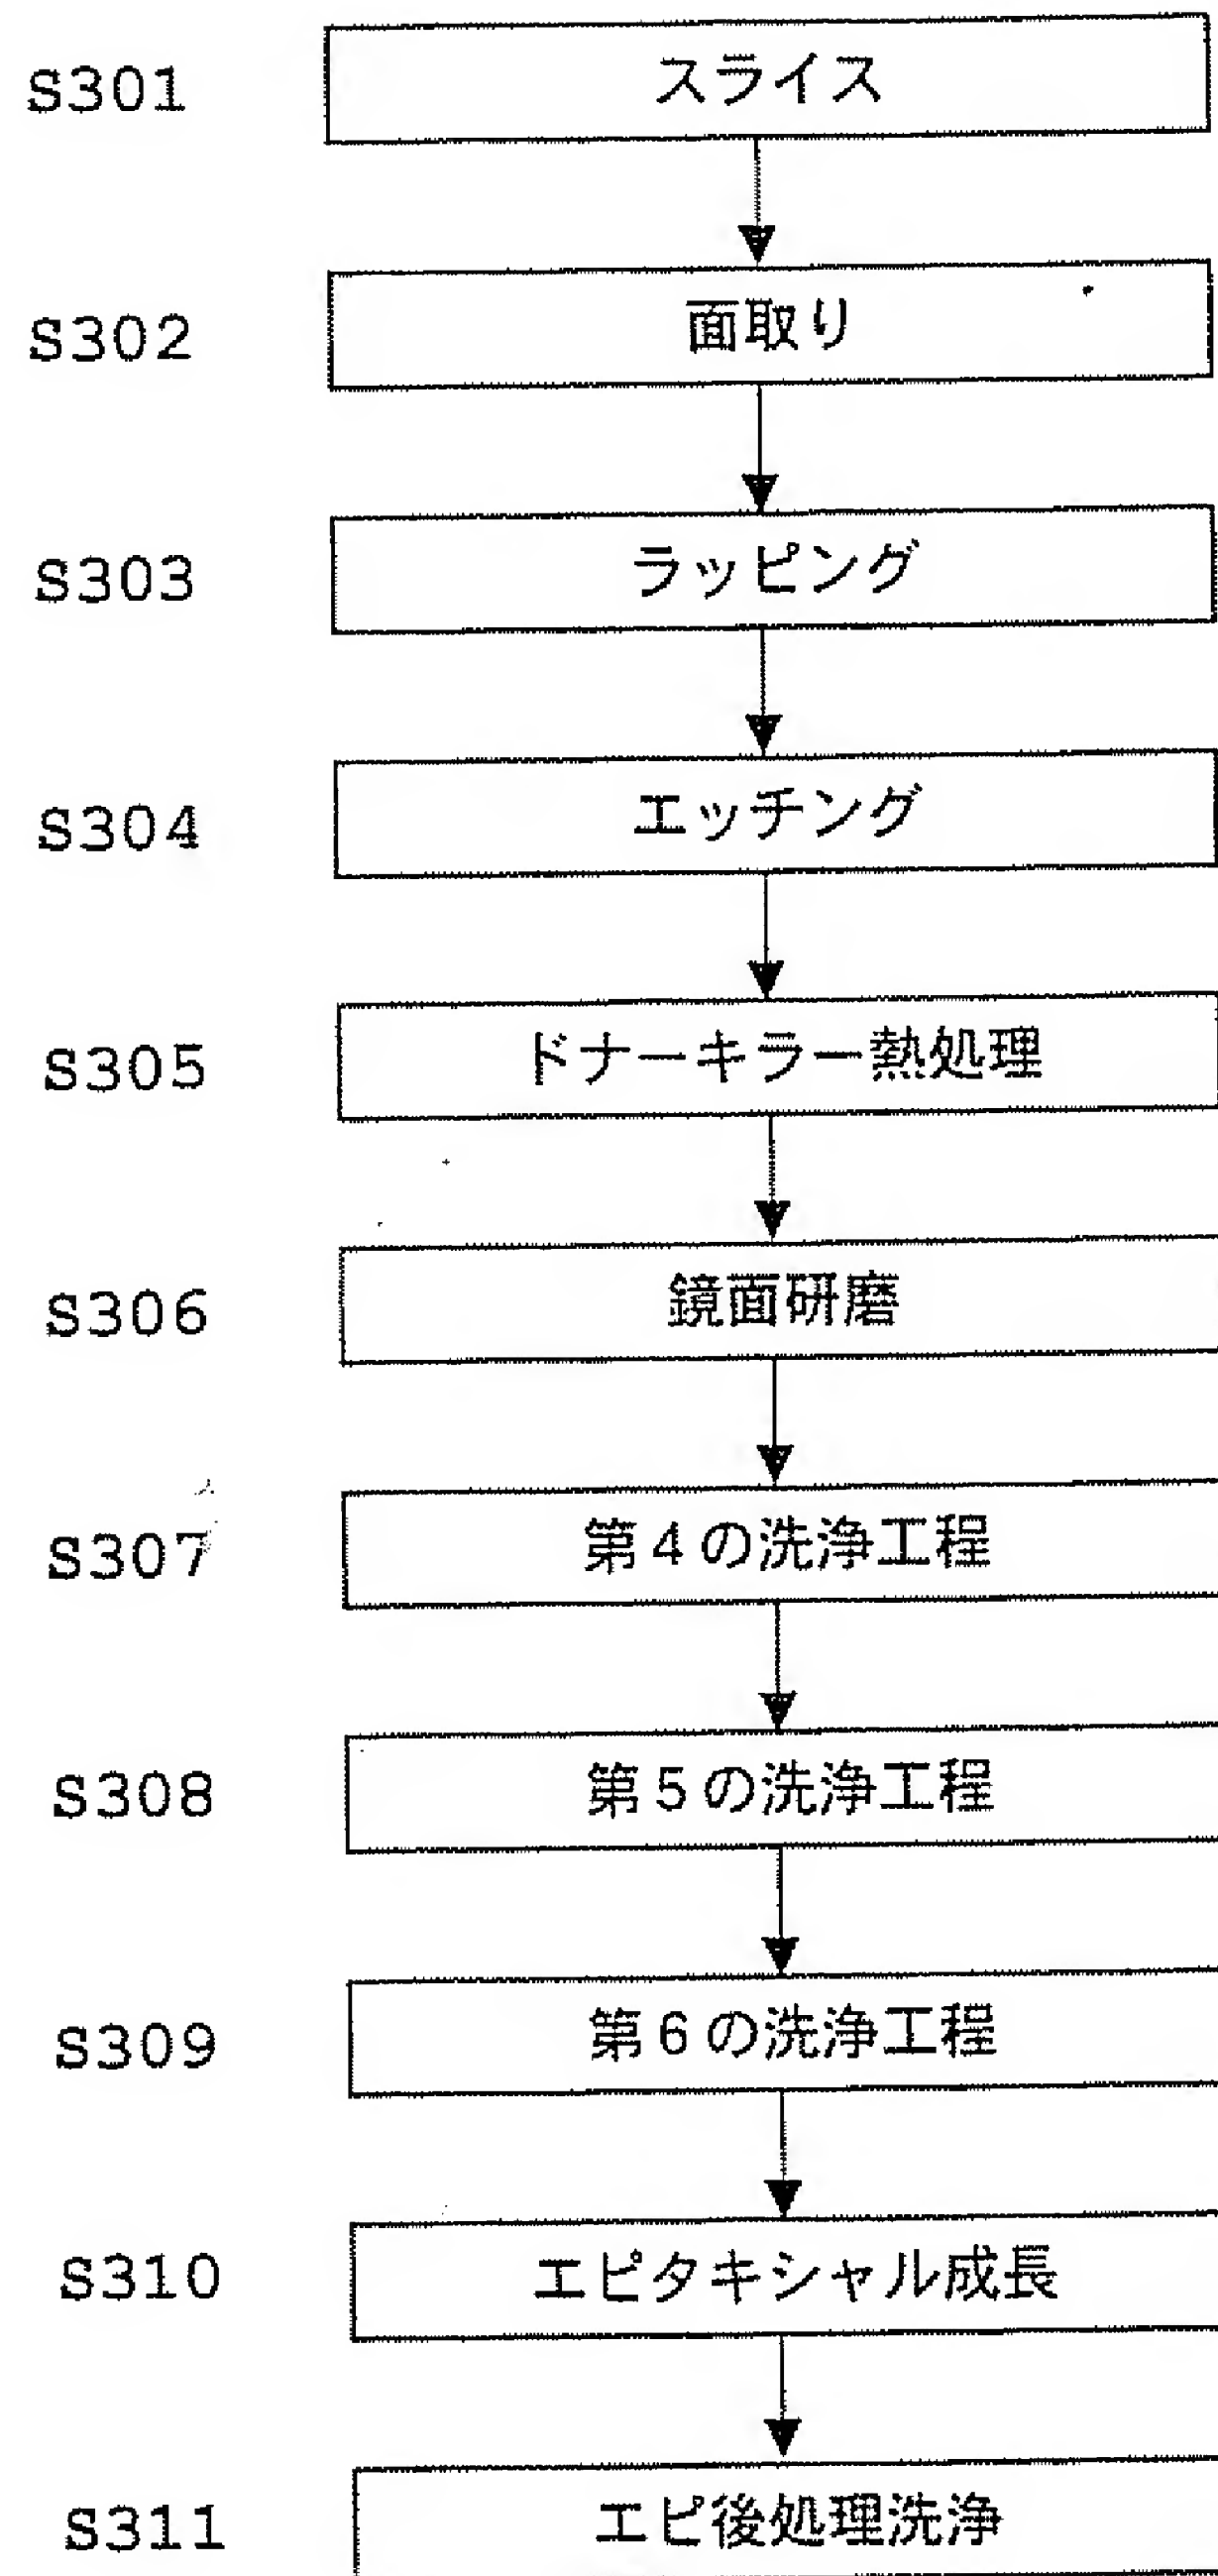 S301 スライス
S302 面取り
S303 ラッピング
S304 エッチング
S305 ドナーキラー熱処理
S306 鏡面研磨
S307 第4の洗浄工程
S308 第5の洗浄工程
S309 第6の洗浄工程
S310 エピタキシャル成長
S311 エピ後処理洗浄